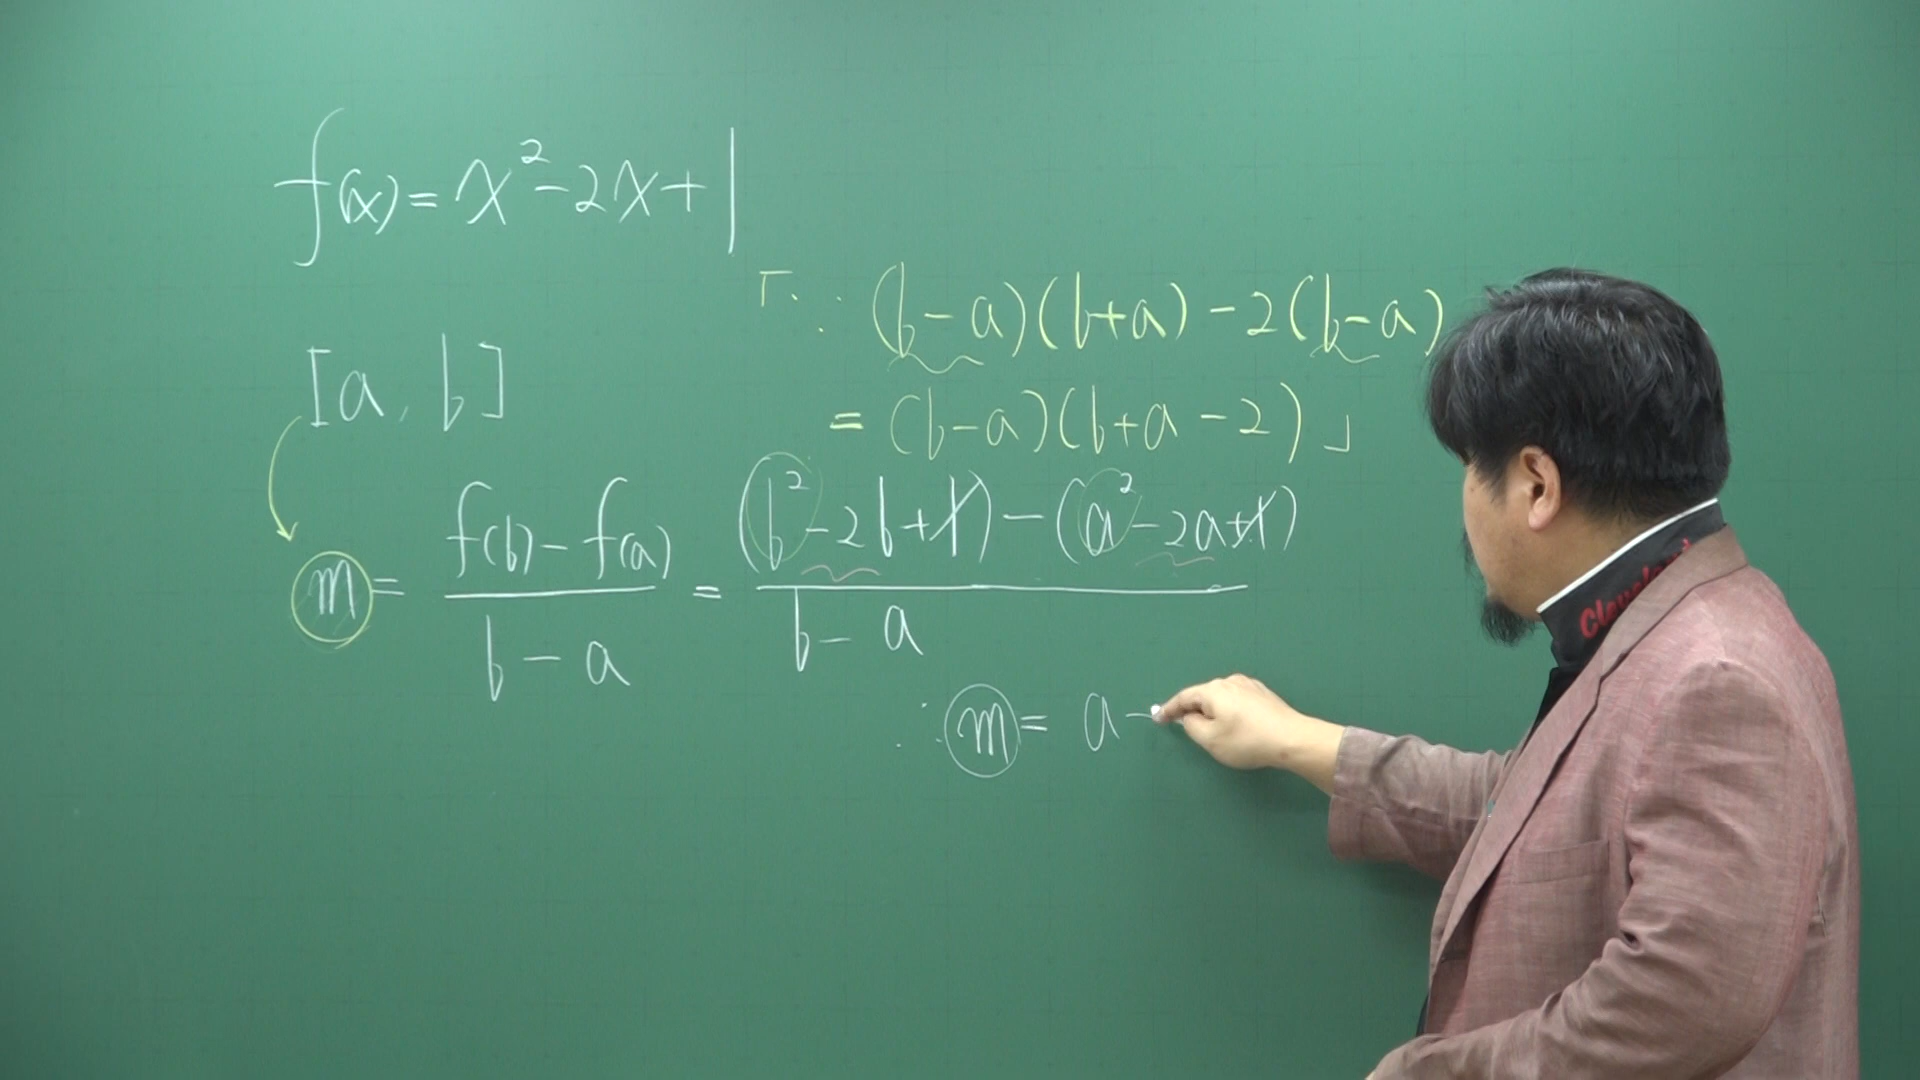 f(x) = x² - 2x + 1
「∵ (b-a)(b+a) - 2(b-a)
= (b-a)(b+a-2)」
[a, b]
m = f(b) - f(a) / b - a = (b² - 2b + 1) - (a² - 2a + 1) / b - a
∴ m = a -